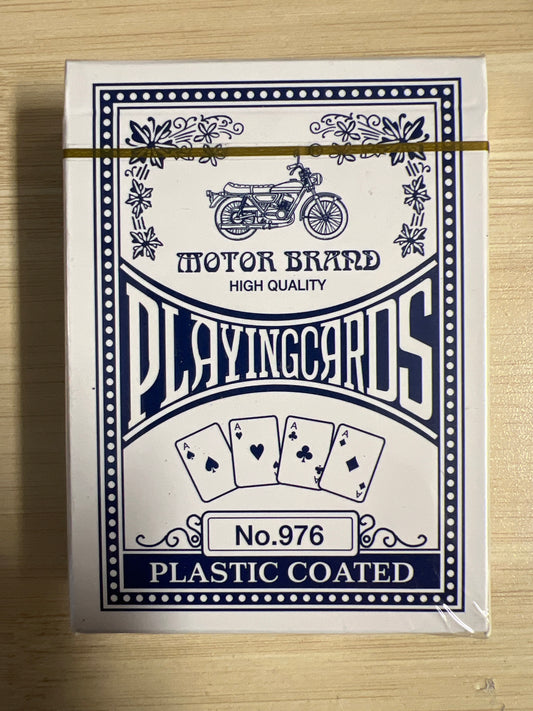 MOTOR BRAND
HIGH QUALITY
PLAYINGCARDS
A A A A
No.976
PLASTIC COATED